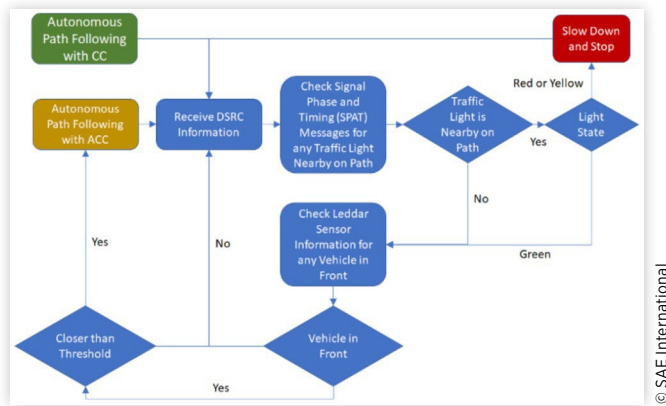 Autonomous
Path Following
with CC
Slow Down
and Stop
Red or Yellow
Autonomous
Path Following
with ACC
Receive DSRC
Information
Check Signal
Phase and
Timing (SPAT)
Messages for
any Traffic Light
Nearby on Path
Traffic
Light is
Nearby on
Path
Yes
Light
State
No
Green
Check Leddar
Sensor
Information for
any Vehicle in
Front
Yes
No
Closer than
Threshold
Vehicle in
Front
Yes
© SAE International